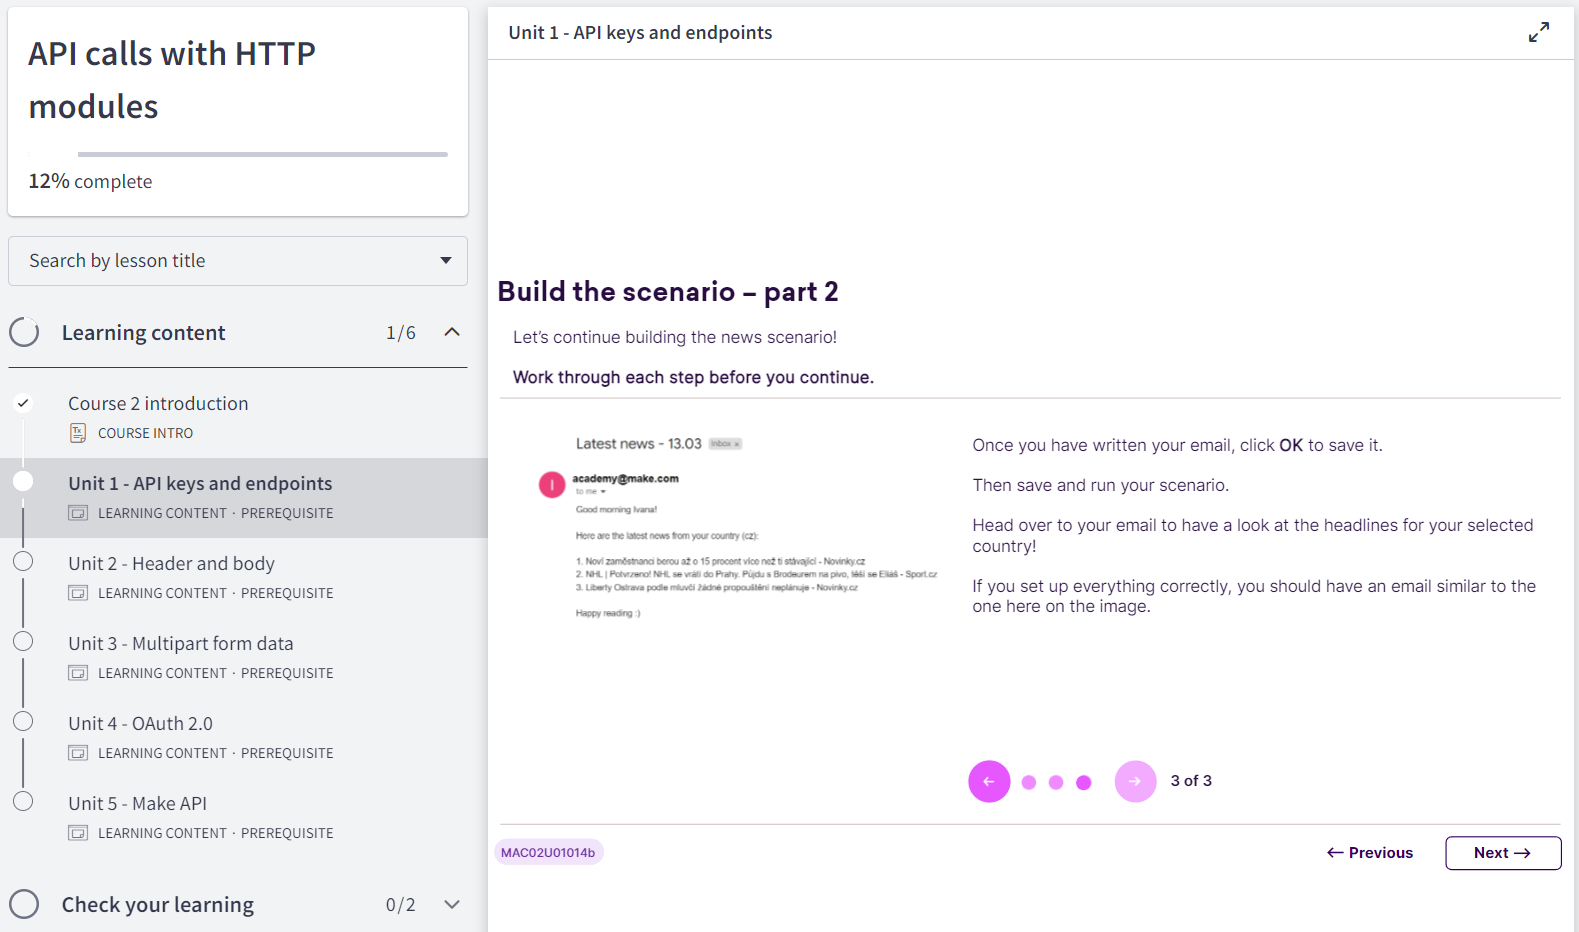 API calls with HTTP
modules
12% complete
Search by lesson title
Learning content 1/6
Course 2 introduction
COURSE INTRO
Unit 1 - API keys and endpoints
LEARNING CONTENT · PREREQUISITE
Unit 2 - Header and body
LEARNING CONTENT · PREREQUISITE
Unit 3 - Multipart form data
LEARNING CONTENT · PREREQUISITE
Unit 4 - OAuth 2.0
LEARNING CONTENT · PREREQUISITE
Unit 5 - Make API
LEARNING CONTENT · PREREQUISITE
Check your learning 0/2
Unit 1 - API keys and endpoints
Build the scenario – part 2
Let’s continue building the news scenario!
Work through each step before you continue.
Latest news - 13.03 Inbox ×
I
academy@make.com
to me
Good morning Ivana!
Here are the latest news from your country (cz):
1. Noví zaměstnanci berou až o 15 procent více než ti stávající - Novinky.cz
2. NHL | Potvrzeno! NHL se vrátí do Prahy. Půjdu s Brodeurem na pivo, těší se Eliáš - Sport.cz
3. Liberty Ostrava podle mluvčí žádné propouštění neplánuje - Novinky.cz
Happy reading :)
Once you have written your email, click OK to save it.
Then save and run your scenario.
Head over to your email to have a look at the headlines for your selected
country!
If you set up everything correctly, you should have an email similar to the
one here on the image.
3 of 3
MAC02U01014b
← Previous
Next →